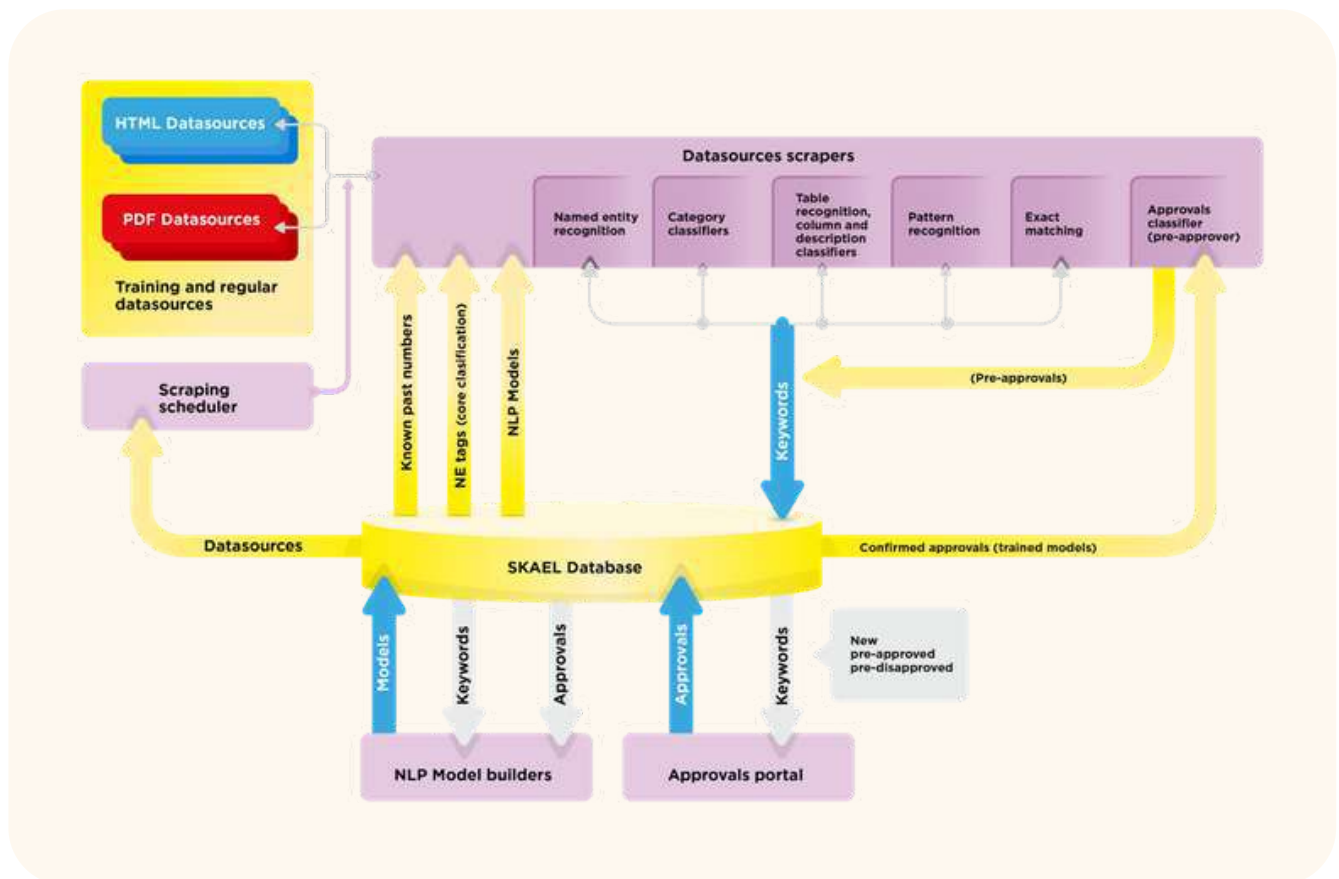 HTML Datasources
PDF Datasources
Training and regular
datasources
Datasources scrapers
Named entity
recognition
Category
classifiers
Table
recognition,
column and
description
classifiers
Pattern
recognition
Exact
matching
Approvals
classifier
(pre-approver)
Scraping
scheduler
Known past numbers
NE tags (core clasification)
NLP Models
Keywords
(Pre-approvals)
Datasources
SKAEL Database
Confirmed approvals (trained models)
Models
Keywords
Approvals
Approvals
Keywords
New
pre-approved
pre-disapproved
NLP Model builders
Approvals portal